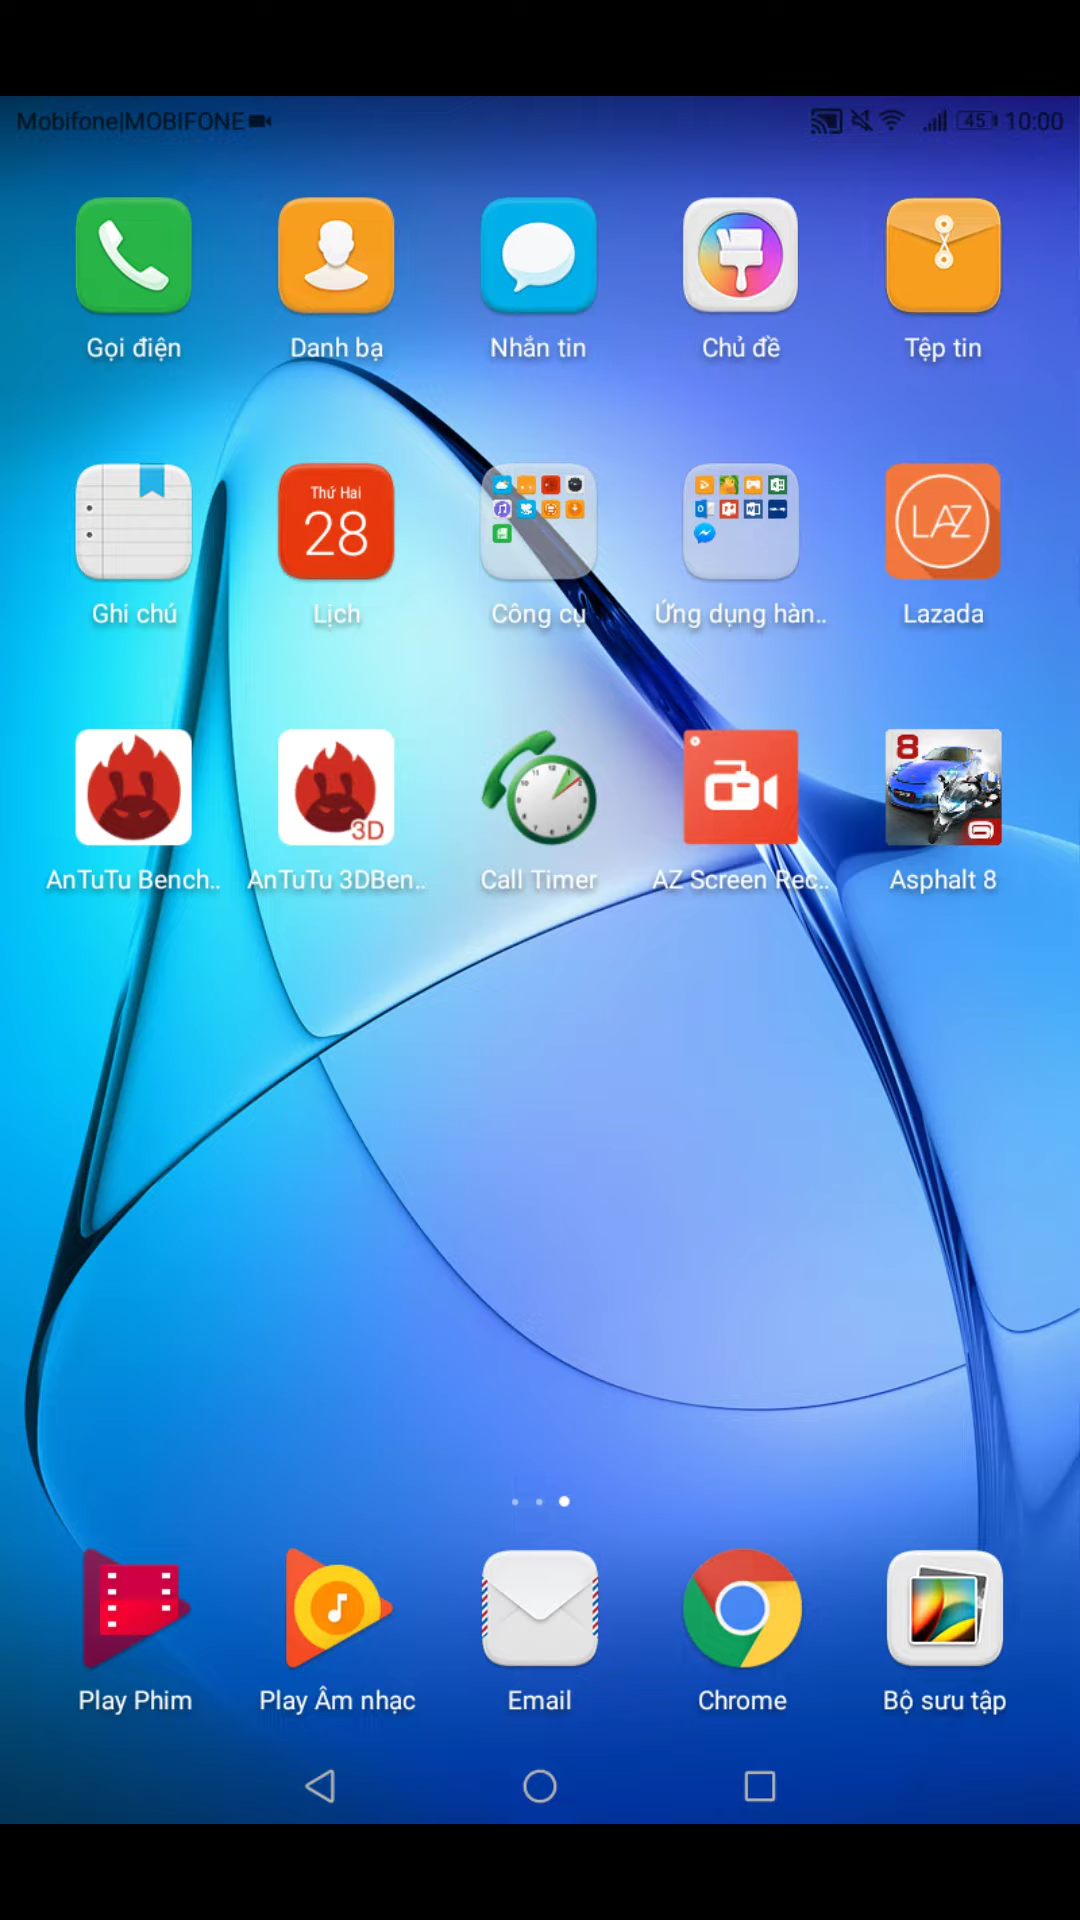 Mobifone|MOBIFONE 45 10:00
Gọi điện Danh bạ Nhắn tin Chủ đề Tệp tin
Thứ Hai
28
LAZ
Ghi chú Lịch Công cụ Ứng dụng hàn.. Lazada
8
3D
AnTuTu Bench.. AnTuTu 3DBen.. Call Timer AZ Screen Rec.. Asphalt 8
Play Phim Play Âm nhạc Email Chrome Bộ sưu tập